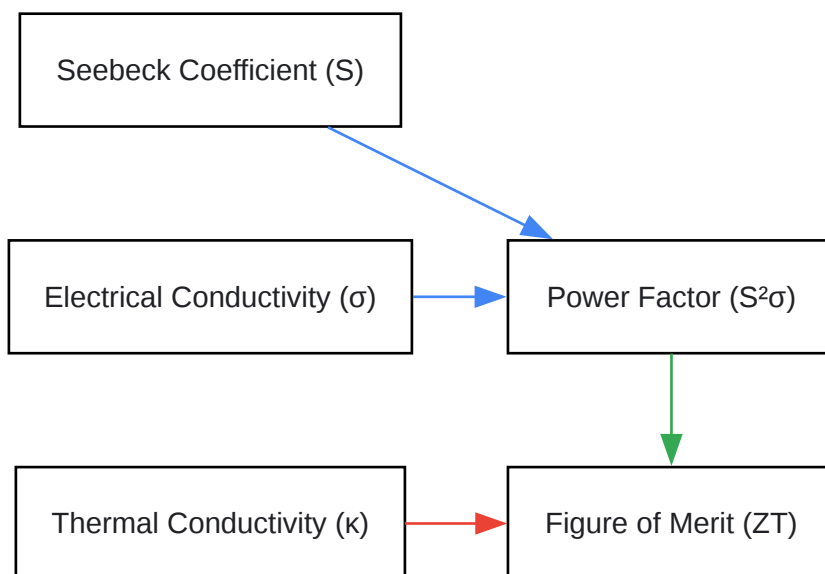 Seebeck Coefficient (S)
Electrical Conductivity (σ)
Power Factor (S²σ)
Thermal Conductivity (κ)
Figure of Merit (ZT)